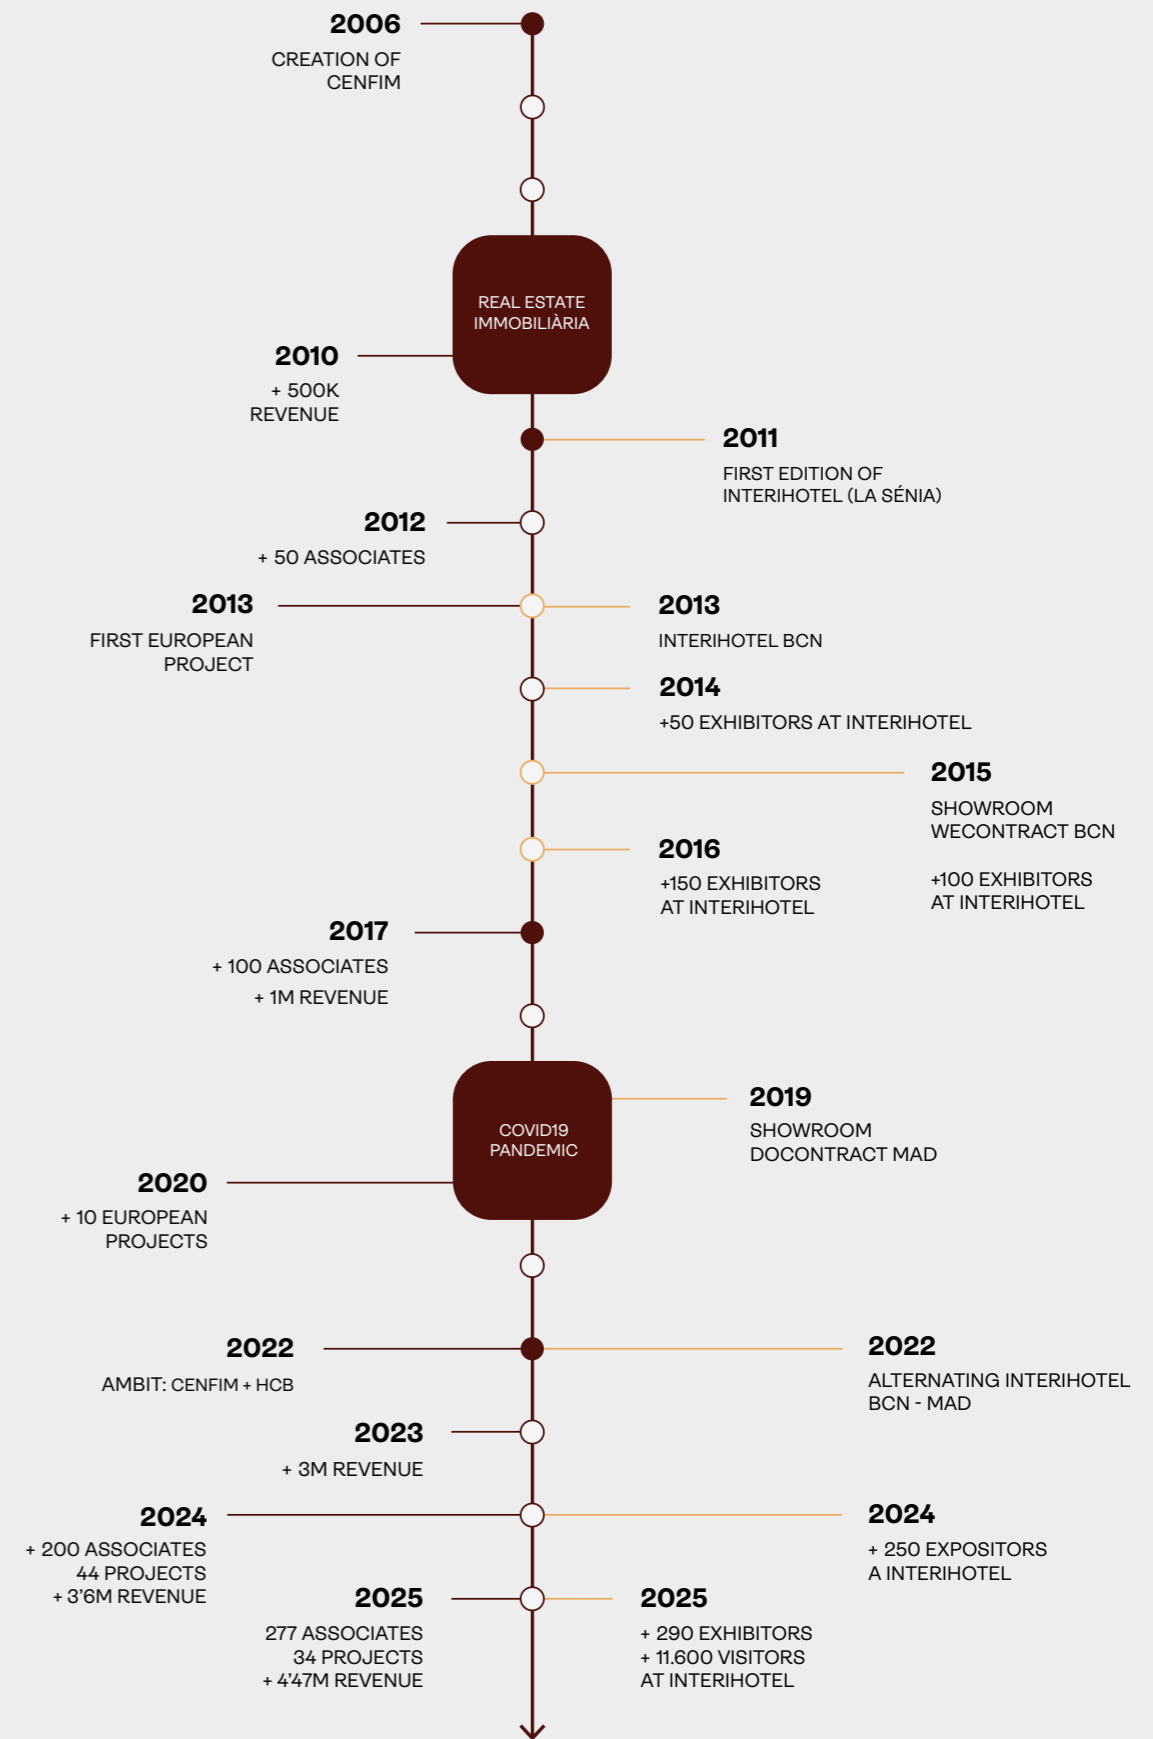 2006
CREATION OF
CENFIM
REAL ESTATE
IMMOBILIÀRIA
2010
+ 500K
REVENUE
2011
FIRST EDITION OF
INTERIHOTEL (LA SÉNIA)
2012
+ 50 ASSOCIATES
2013
FIRST EUROPEAN
PROJECT
2013
INTERIHOTEL BCN
2014
+50 EXHIBITORS AT INTERIHOTEL
2015
SHOWROOM
WECONTRACT BCN
+100 EXHIBITORS
AT INTERIHOTEL
2016
+150 EXHIBITORS
AT INTERIHOTEL
2017
+ 100 ASSOCIATES
+ 1M REVENUE
COVID19
PANDEMIC
2019
SHOWROOM
DOCONTRACT MAD
2020
+ 10 EUROPEAN
PROJECTS
2022
AMBIT: CENFIM + HCB
2022
ALTERNATING INTERIHOTEL
BCN - MAD
2023
+ 3M REVENUE
2024
+ 200 ASSOCIATES
44 PROJECTS
+ 3'6M REVENUE
2024
+ 250 EXPOSITORS
A INTERIHOTEL
2025
277 ASSOCIATES
34 PROJECTS
+ 4'47M REVENUE
2025
+ 290 EXHIBITORS
+ 11.600 VISITORS
AT INTERIHOTEL